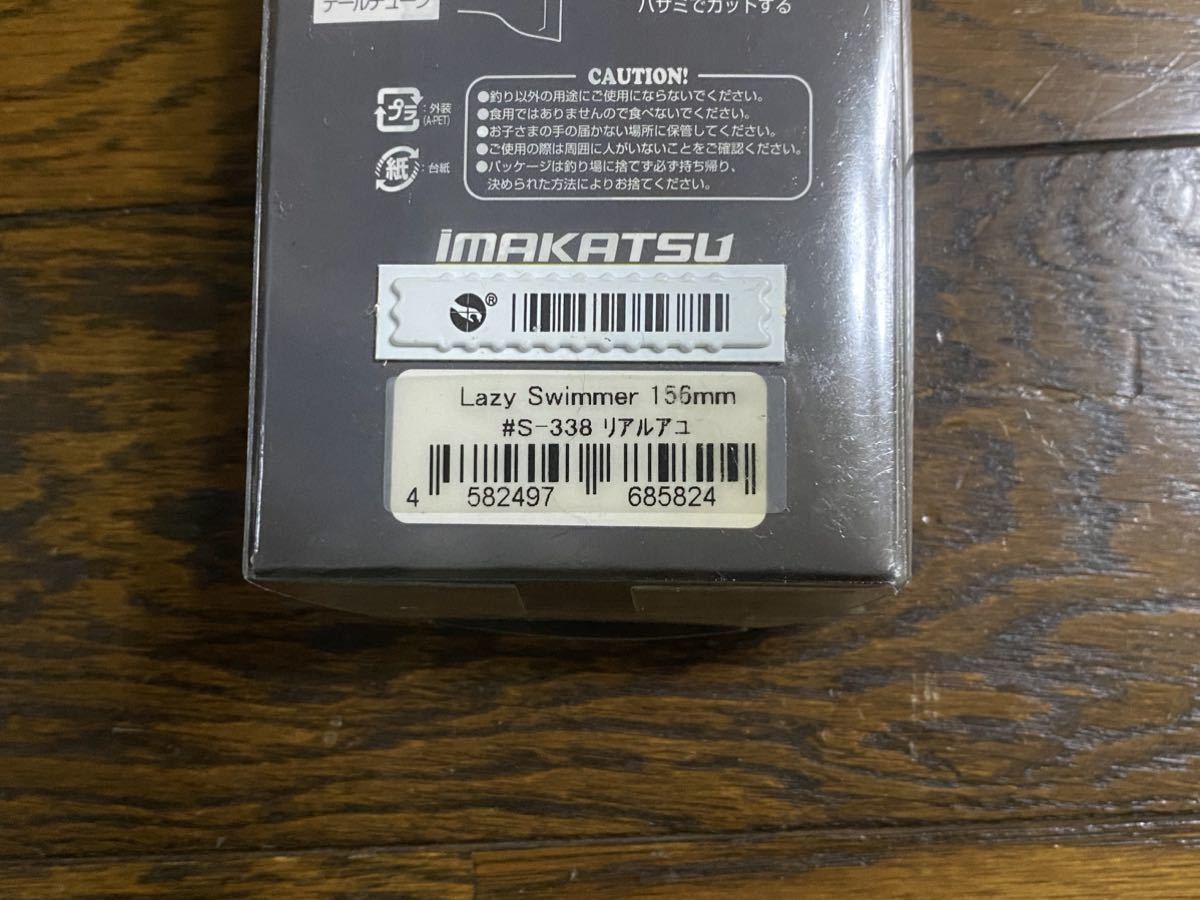 テールチューン
ハサミでカットする
CAUTION!
●釣り以外の用途にご使用にならないでください。
●食用ではありませんので食べないでください。
●お子さまの手の届かない場所に保管してください。
●ご使用の際は周囲に人がいないことをご確認ください。
●パッケージは釣り場に捨てず必ず持ち帰り、
決められた方法によりお捨てください。
プラ :外装
(A-PET)
紙 :台紙
imakatsu
®
Lazy Swimmer 156mm
#S-338 リアルアユ
4 582497 685824